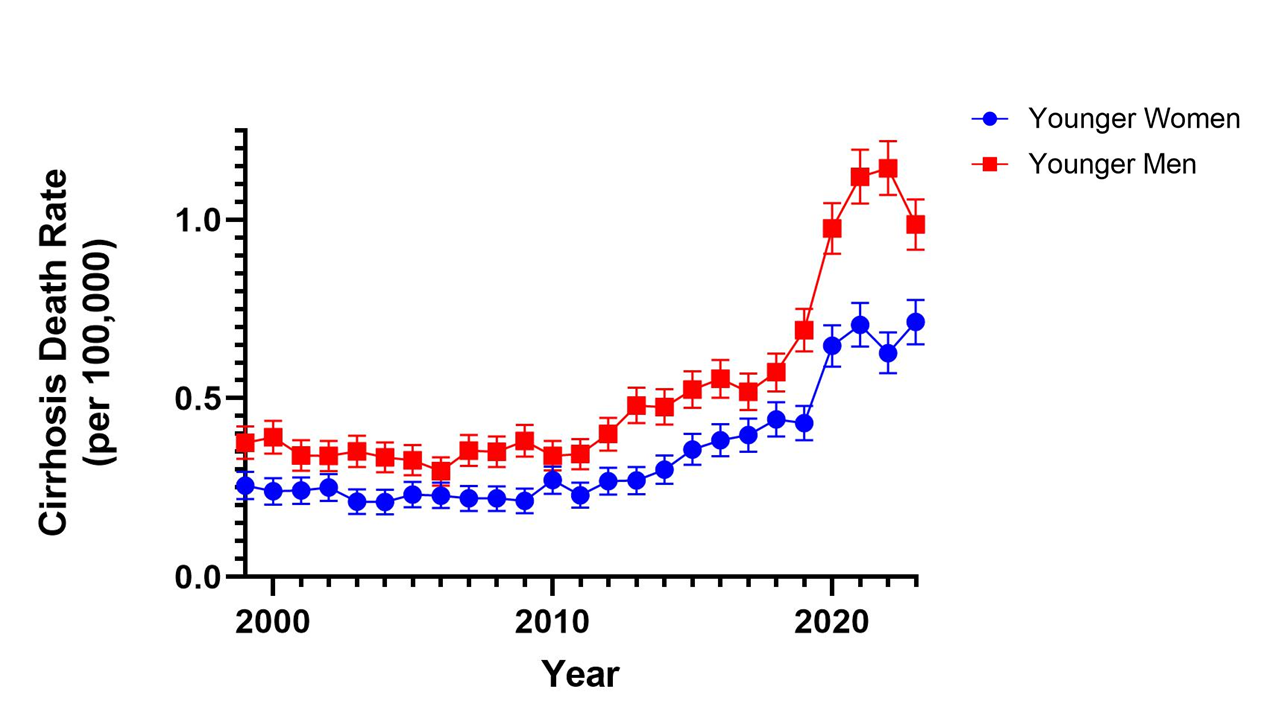 Younger Women
Younger Men
Cirrhosis Death Rate
(per 100,000)
1.0
0.5
0.0
2000 2010 2020
Year